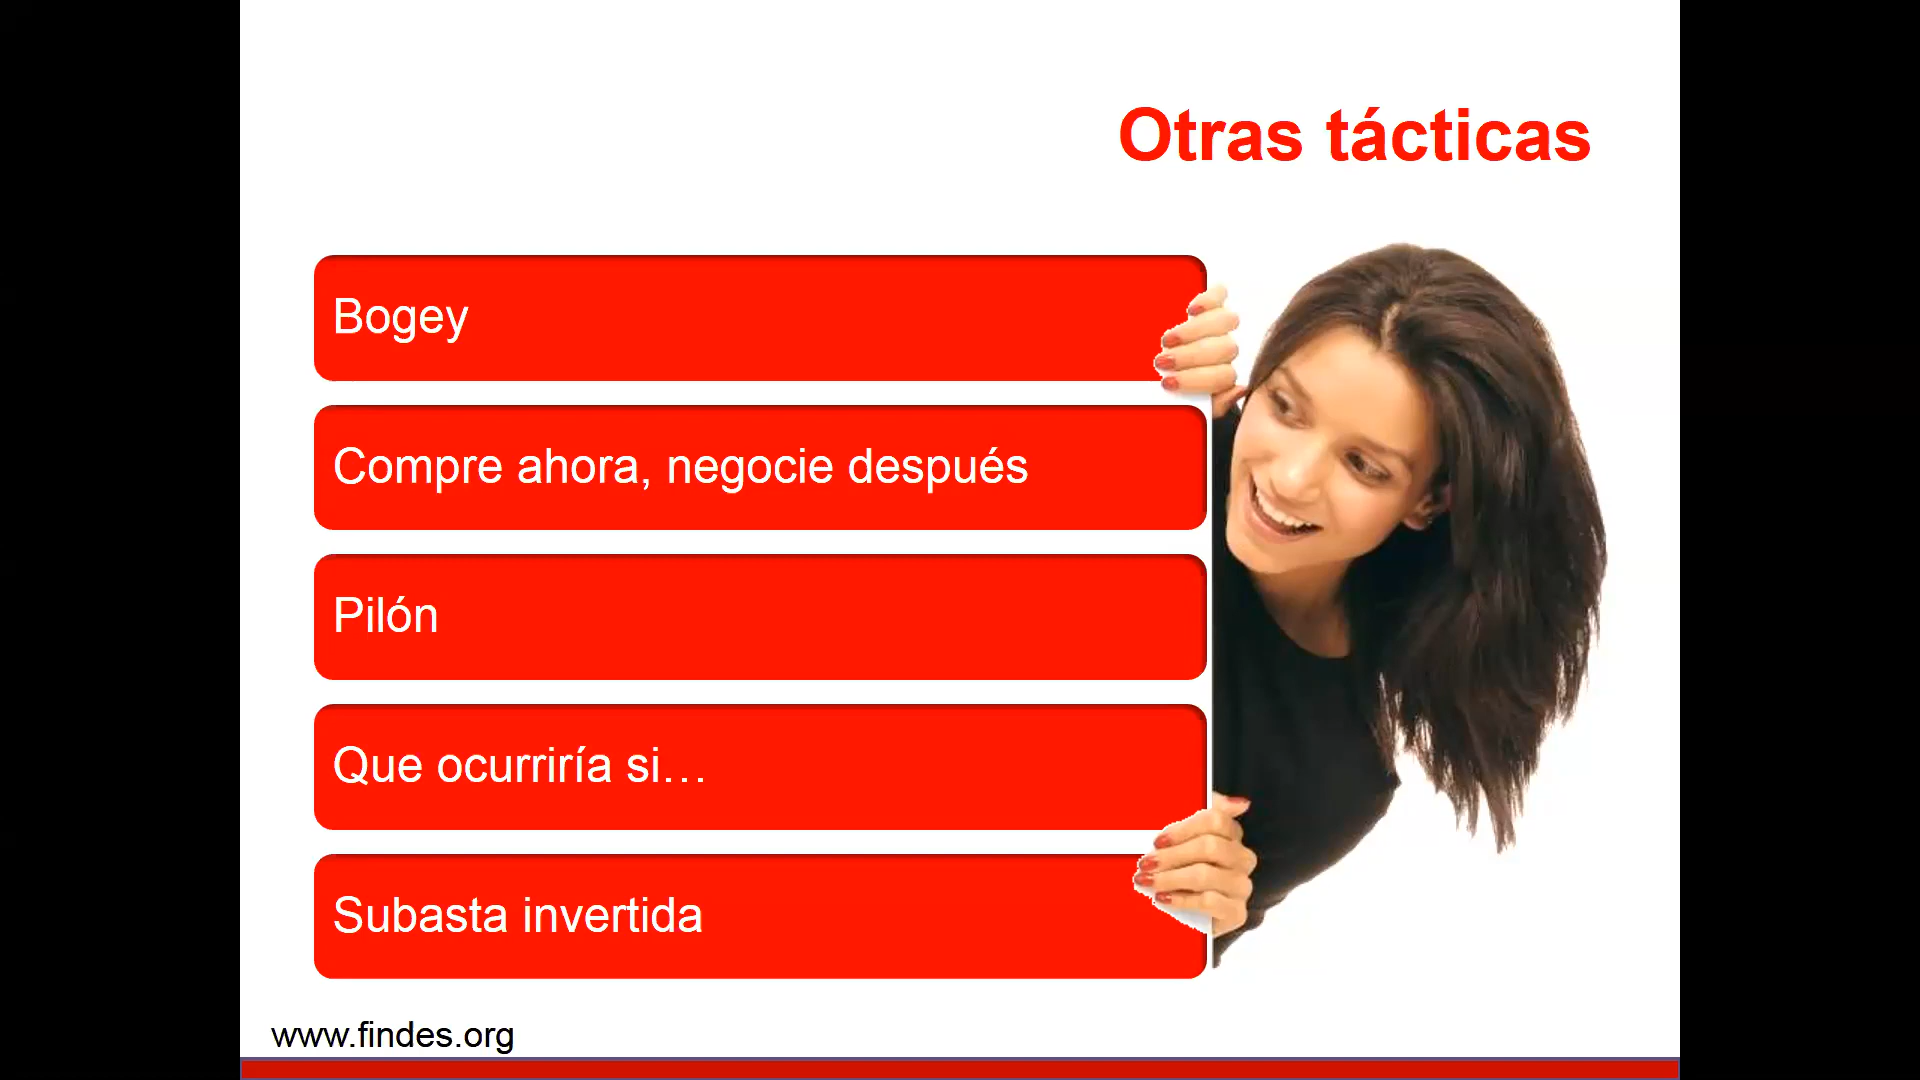 Otras tácticas
Bogey
Compre ahora, negocie después
Pilón
Que ocurriría si…
Subasta invertida
www.findes.org